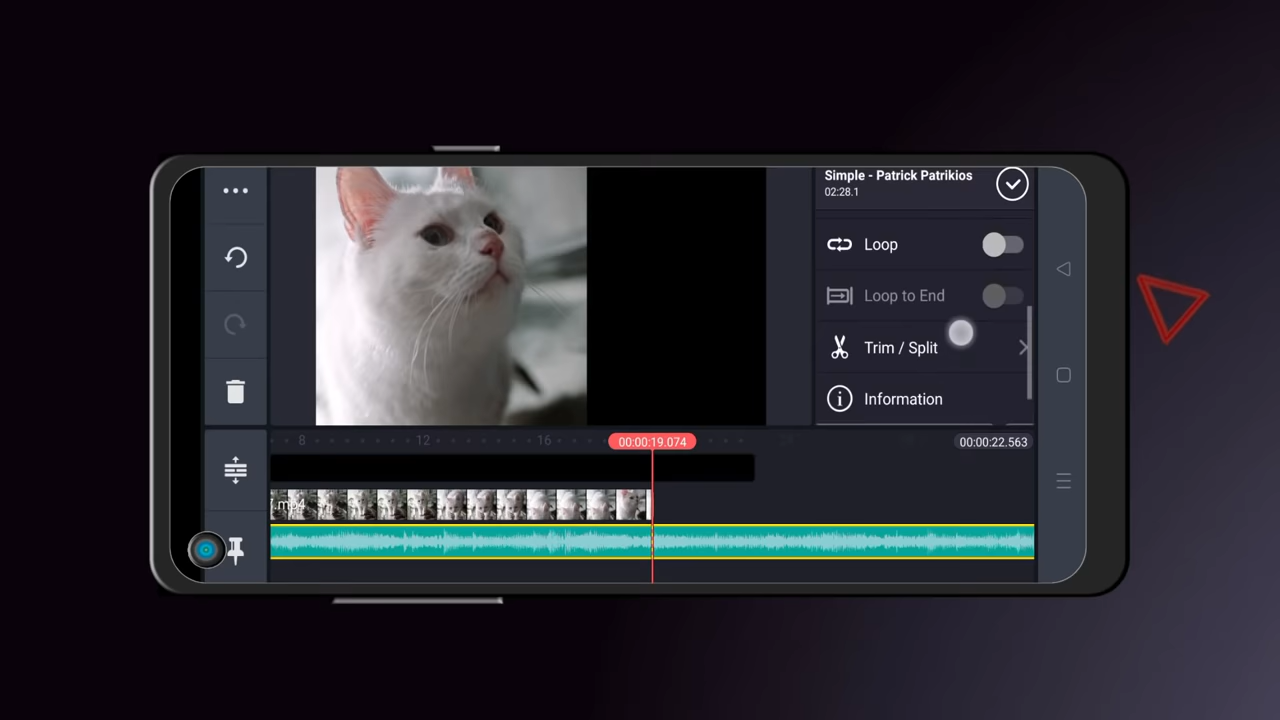 Simple - Patrick Patrikios
02:28.1
Loop
Loop to End
Trim / Split
Information
8 12 16 00:00:19.074 00:00:22.563
.mp4